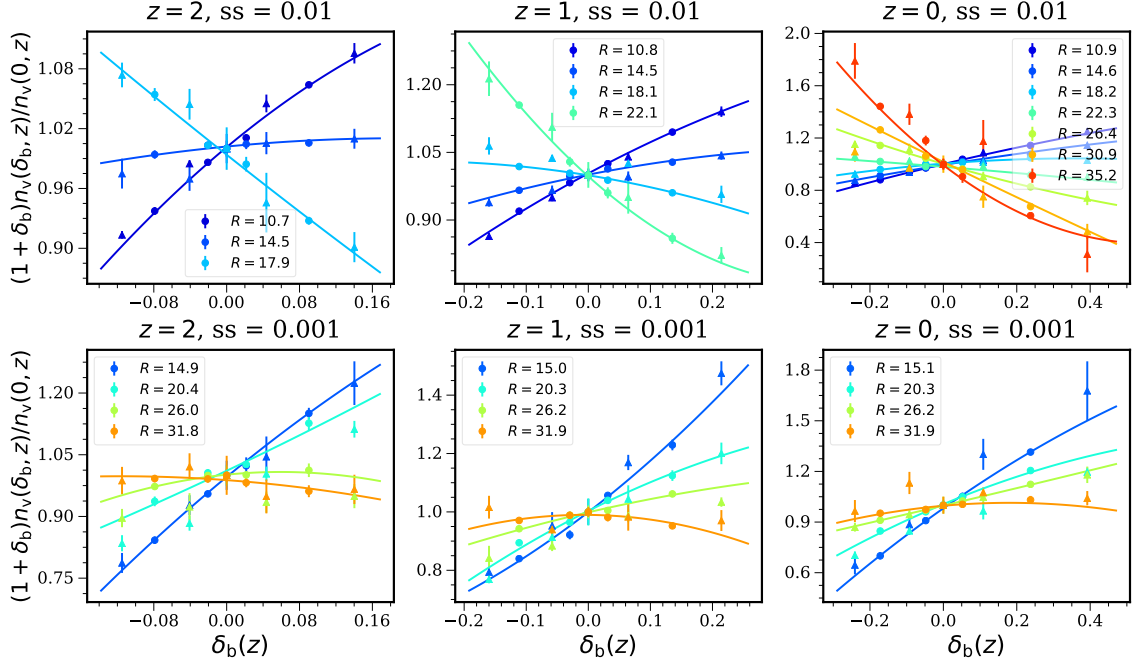 z = 2, ss = 0.01
z = 1, ss = 0.01
z = 0, ss = 0.01
(1 + δb)nv(δb, z)/nv(0, z)
1.08
1.02
0.96
0.90
R = 10.7
R = 14.5
R = 17.9
−0.08
0.00
0.08
0.16
1.20
1.05
0.90
R = 10.8
R = 14.5
R = 18.1
R = 22.1
−0.2
−0.1
0.0
0.1
0.2
2.0
1.6
1.2
0.8
0.4
R = 10.9
R = 14.6
R = 18.2
R = 22.3
R = 26.4
R = 30.9
R = 35.2
−0.2
0.0
0.2
0.4
z = 2, ss = 0.001
z = 1, ss = 0.001
z = 0, ss = 0.001
(1 + δb)nv(δb, z)/nv(0, z)
1.20
1.05
0.90
0.75
R = 14.9
R = 20.4
R = 26.0
R = 31.8
−0.08
0.00
0.08
0.16
δb(z)
1.4
1.2
1.0
0.8
R = 15.0
R = 20.3
R = 26.2
R = 31.9
−0.2
−0.1
0.0
0.1
0.2
δb(z)
1.8
1.5
1.2
0.9
0.6
R = 15.1
R = 20.3
R = 26.2
R = 31.9
−0.2
0.0
0.2
0.4
δb(z)